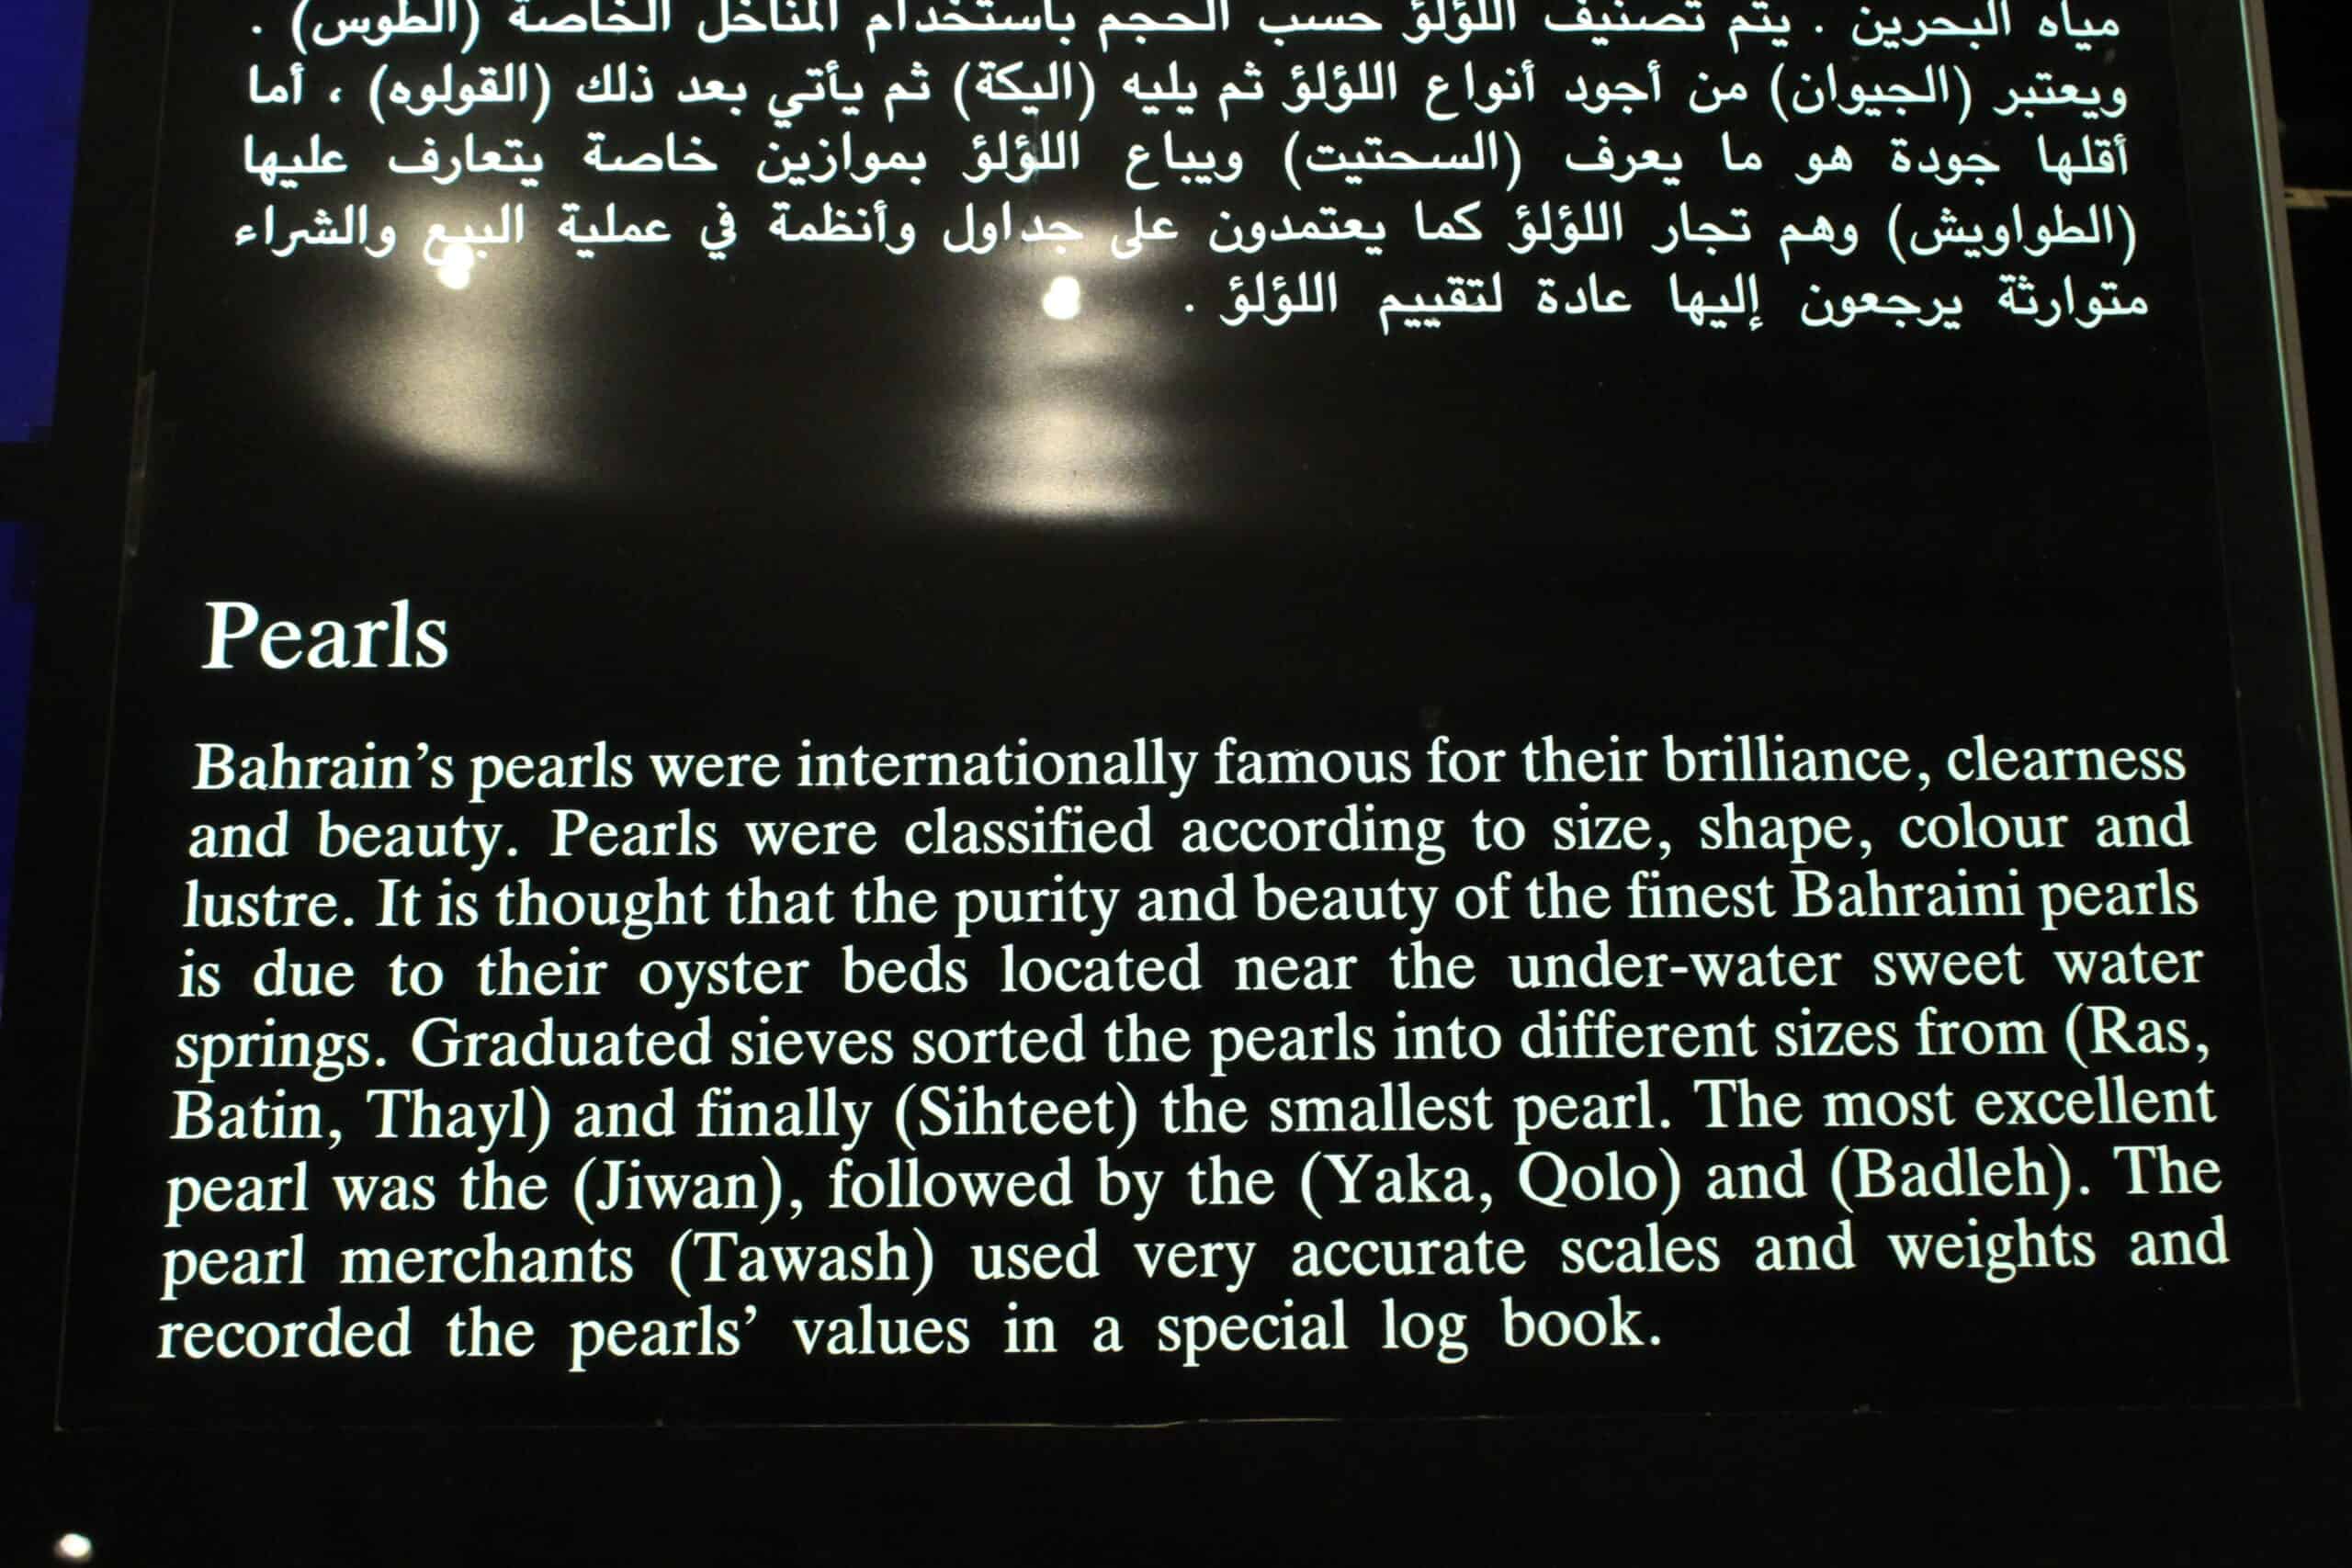 مياه البحرين . يتم تصنيف اللؤلؤ حسب الحجم باستخدام المناخل الخاصة (الطوس) .
ويعتبر (الجيوان) من أجود أنواع اللؤلؤ ثم يليه (اليكة) ثم يأتي بعد ذلك (القولوه) ، أما
أقلها جودة هو ما يعرف (السحتيت) ويباع اللؤلؤ بموازين خاصة يتعارف عليها
(الطواويش) وهم تجار اللؤلؤ كما يعتمدون على جداول وأنظمة في عملية البيع والشراء
متوارثة يرجعون إليها عادة لتقييم اللؤلؤ .
Pearls
Bahrain’s pearls were internationally famous for their brilliance, clearness
and beauty. Pearls were classified according to size, shape, colour and
lustre. It is thought that the purity and beauty of the finest Bahraini pearls
is due to their oyster beds located near the under-water sweet water
springs. Graduated sieves sorted the pearls into different sizes from (Ras,
Batin, Thayl) and finally (Sihteet) the smallest pearl. The most excellent
pearl was the (Jiwan), followed by the (Yaka, Qolo) and (Badleh). The
pearl merchants (Tawash) used very accurate scales and weights and
recorded the pearls’ values in a special log book.